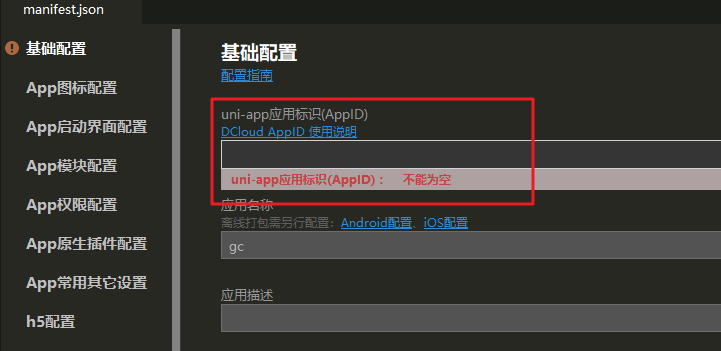 manifest.json
基础配置
App图标配置
App启动界面配置
App模块配置
App权限配置
App原生插件配置
App常用其它设置
h5配置
基础配置
配置指南
uni-app应用标识(AppID)
DCloud AppID 使用说明
uni-app应用标识(AppID) ： 不能为空
应用名称
离线打包需另行配置：Android配置、iOS配置
gc
应用描述